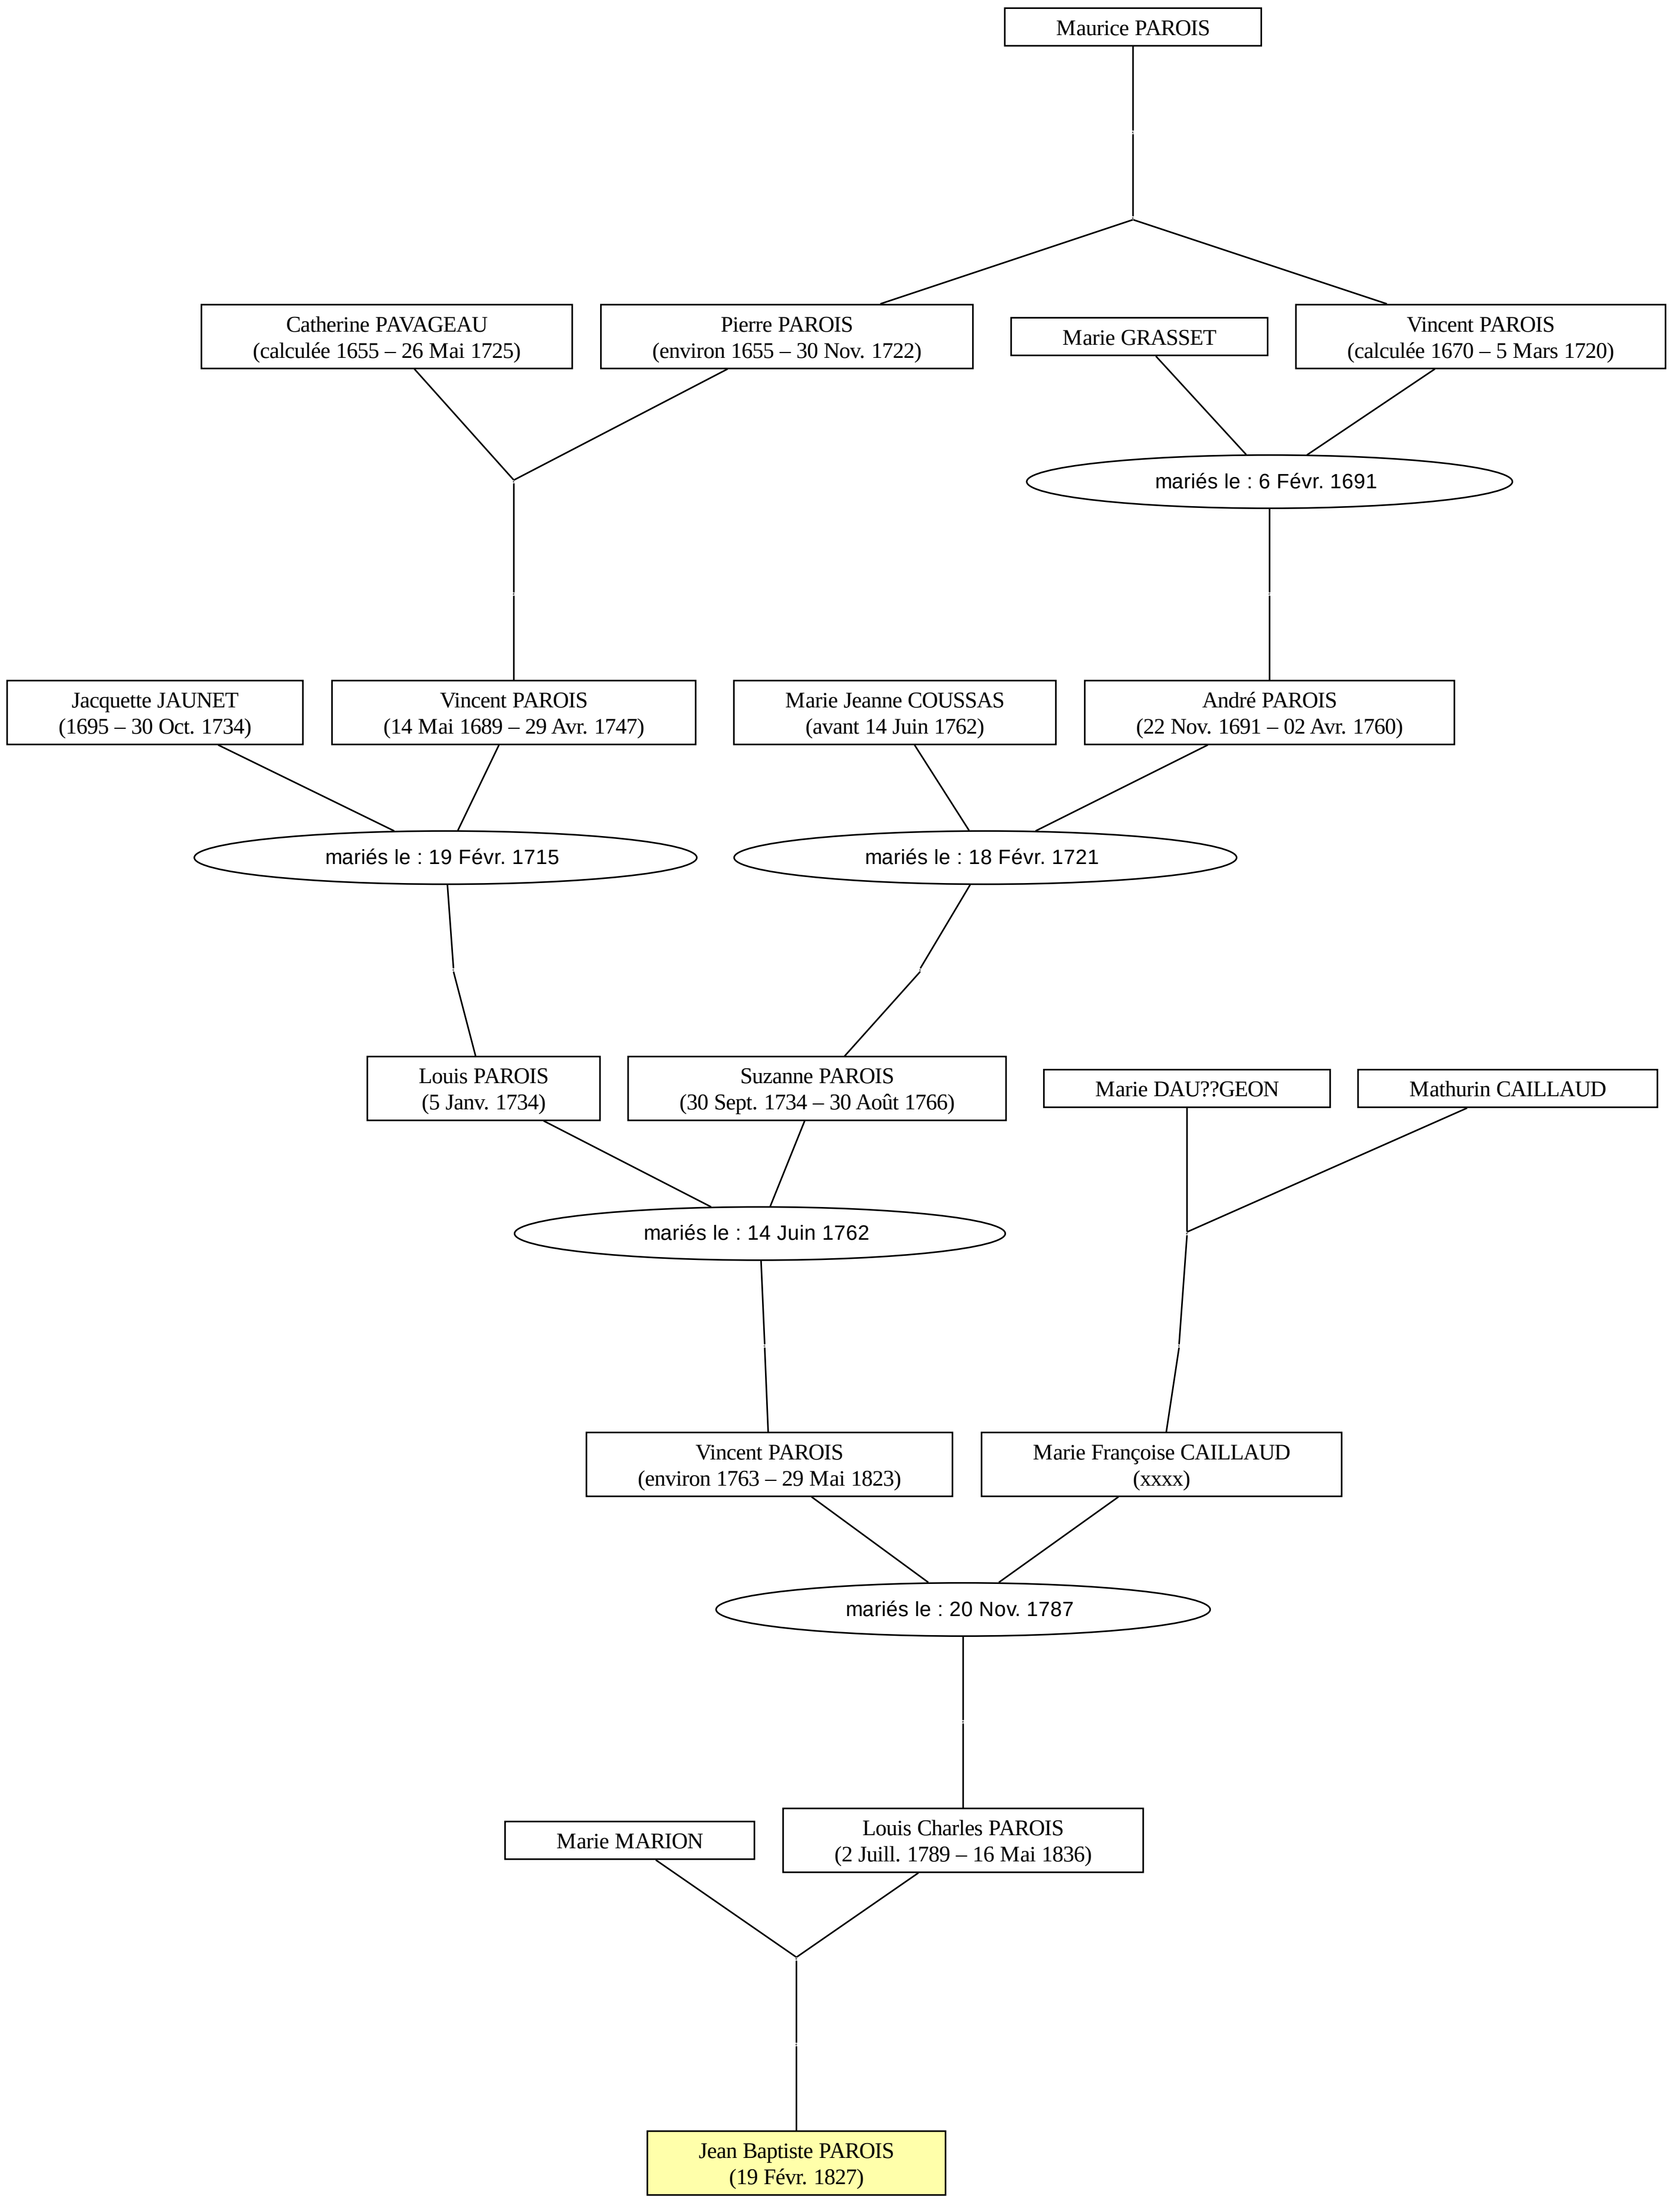 Maurice PAROIS
Catherine PAVAGEAU
(calculée 1655 – 26 Mai 1725)
Pierre PAROIS
(environ 1655 – 30 Nov. 1722)
Marie GRASSET
Vincent PAROIS
(calculée 1670 – 5 Mars 1720)
mariés le : 6 Févr. 1691
Jacquette JAUNET
(1695 – 30 Oct. 1734)
Vincent PAROIS
(14 Mai 1689 – 29 Avr. 1747)
Marie Jeanne COUSSAS
(avant 14 Juin 1762)
André PAROIS
(22 Nov. 1691 – 02 Avr. 1760)
mariés le : 19 Févr. 1715
mariés le : 18 Févr. 1721
Louis PAROIS
(5 Janv. 1734)
Suzanne PAROIS
(30 Sept. 1734 – 30 Août 1766)
Marie DAU??GEON
Mathurin CAILLAUD
mariés le : 14 Juin 1762
Vincent PAROIS
(environ 1763 – 29 Mai 1823)
Marie Françoise CAILLAUD
(xxxx)
mariés le : 20 Nov. 1787
Marie MARION
Louis Charles PAROIS
(2 Juill. 1789 – 16 Mai 1836)
Jean Baptiste PAROIS
(19 Févr. 1827)